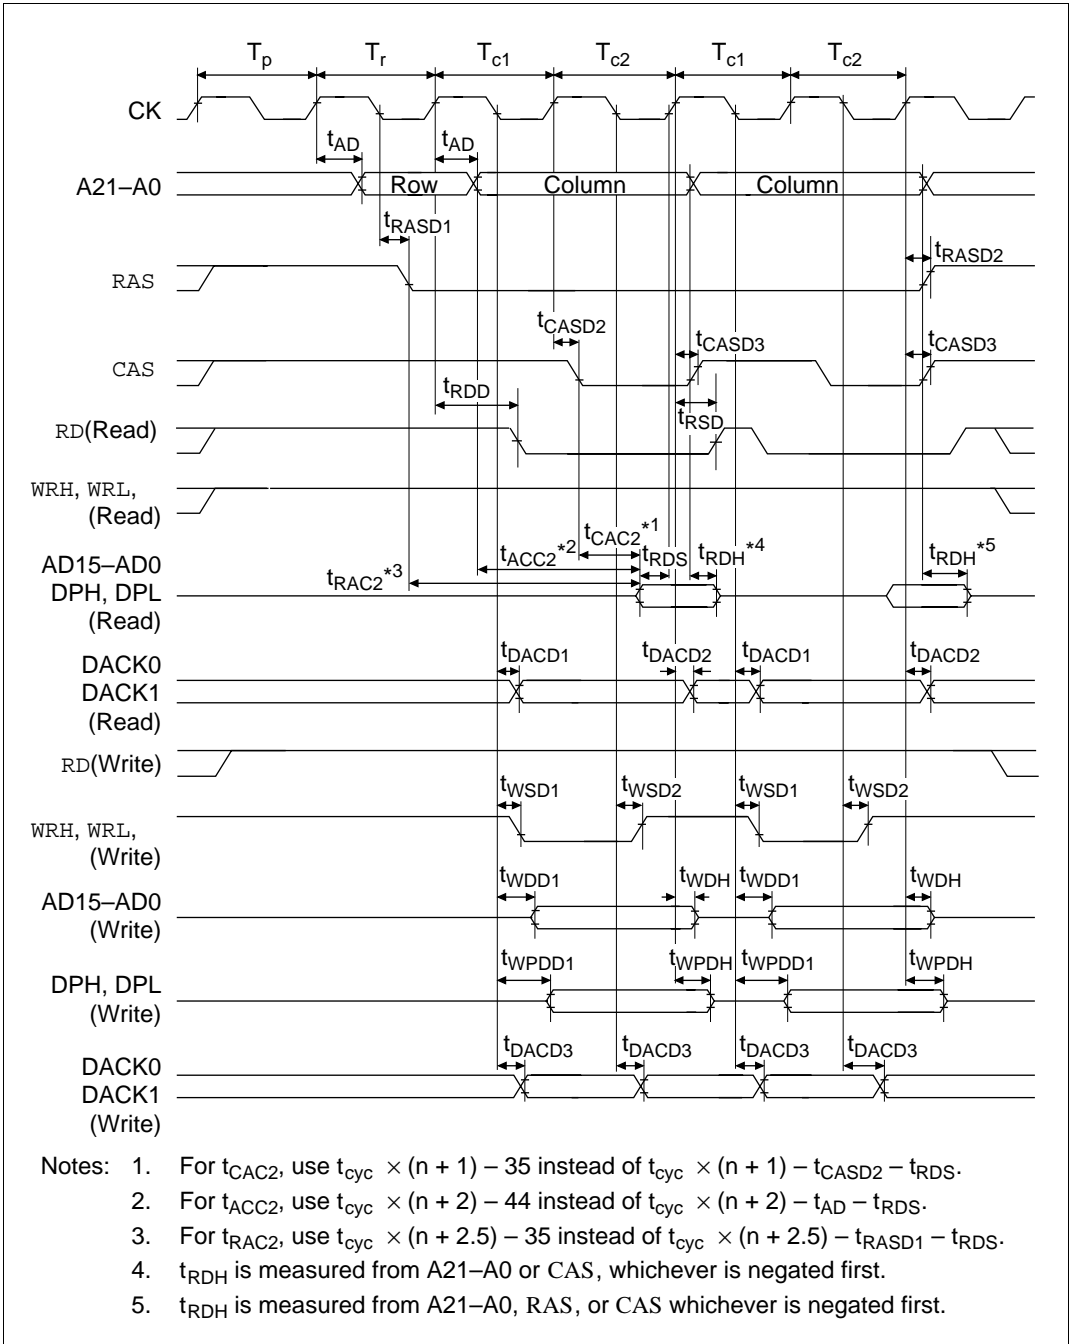 Tp Tr Tc1 Tc2 Tc1 Tc2
CK
tAD tAD
A21–A0 Row Column Column
tRASD1
RAS tRASD2
tCASD2
CAS tCASD3 tCASD3
tRDD
tRSD
RD(Read)
WRH, WRL,
(Read)
tCAC2*1
AD15–AD0 tACC2*2 tRDS tRDH*4 tRDH*5
DPH, DPL tRAC2*3
(Read)
DACK0 tDACD1 tDACD2 tDACD1 tDACD2
DACK1
(Read)
RD(Write)
tWSD1 tWSD2 tWSD1 tWSD2
WRH, WRL,
(Write)
tWDD1 tWDH tWDD1 tWDH
AD15–AD0
(Write)
tWPDD1 tWPDH tWPDD1 tWPDH
DPH, DPL
(Write)
tDACD3 tDACD3 tDACD3 tDACD3
DACK0
DACK1
(Write)
Notes: 1. For tCAC2, use tcyc × (n + 1) – 35 instead of tcyc × (n + 1) – tCASD2 – tRDS.
2. For tACC2, use tcyc × (n + 2) – 44 instead of tcyc × (n + 2) – tAD – tRDS.
3. For tRAC2, use tcyc × (n + 2.5) – 35 instead of tcyc × (n + 2.5) – tRASD1 – tRDS.
4. tRDH is measured from A21–A0 or CAS, whichever is negated first.
5. tRDH is measured from A21–A0, RAS, or CAS whichever is negated first.